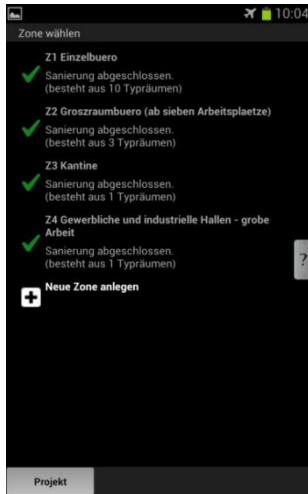 10:04
Zone wählen
Z1 Einzelbuero
Sanierung abgeschlossen.
(besteht aus 10 Typräumen)
Z2 Groszraumbuero (ab sieben Arbeitsplaetze)
Sanierung abgeschlossen.
(besteht aus 3 Typräumen)
Z3 Kantine
Sanierung abgeschlossen.
(besteht aus 1 Typräumen)
Z4 Gewerbliche und industrielle Hallen - grobe
Arbeit
Sanierung abgeschlossen.
(besteht aus 1 Typräumen)
?
Neue Zone anlegen
Projekt